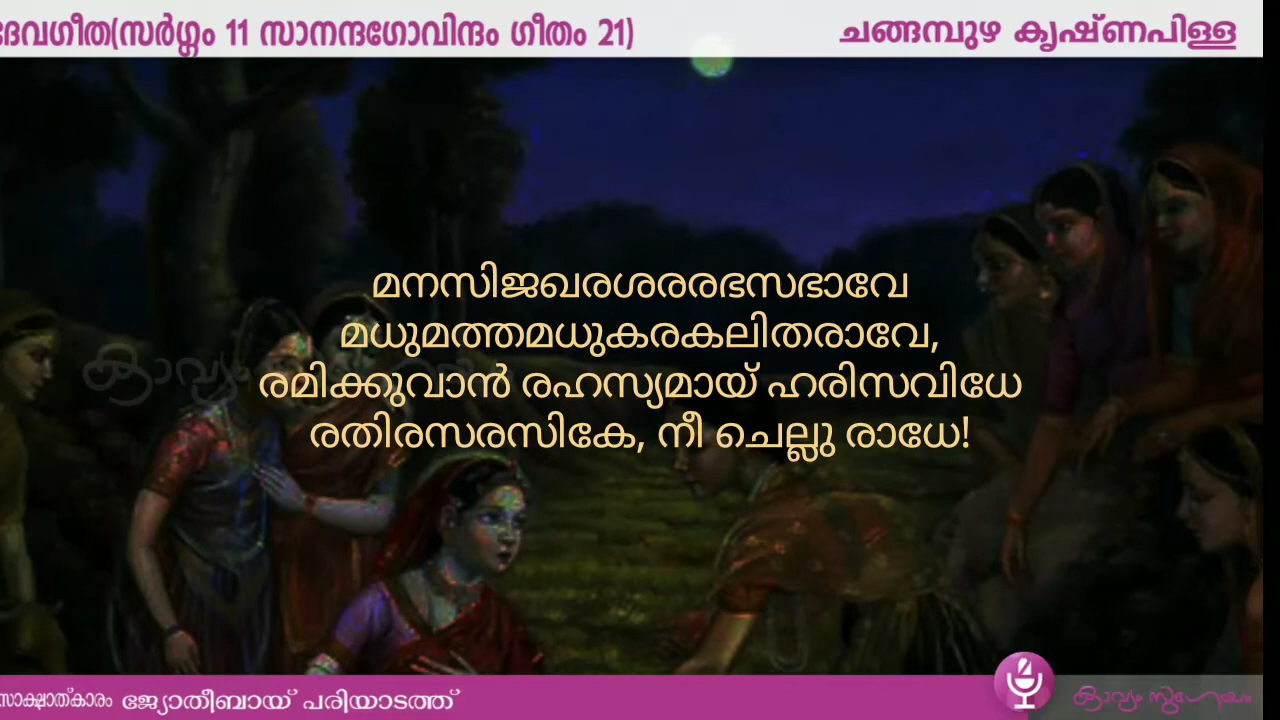 ദേവഗീത(സർഗ്ഗം 11 സാനന്ദഗോവിന്ദം ഗീതം 21)
ചങ്ങമ്പുഴ കൃഷ്ണപിള്ള
മനസിജഖരശരരഭസഭാവേ
മധുമത്തമധുകരകലിതരാവേ,
രമിക്കുവാൻ രഹസ്യമായ് ഹരിസവിധേ
രതിരസരസികേ, നീ ചെല്ലു രാധേ!
സാക്ഷാത്കാരം ജ്യോതീബായ് പരിയാടത്ത്
കാവ്യം സുഗേയം